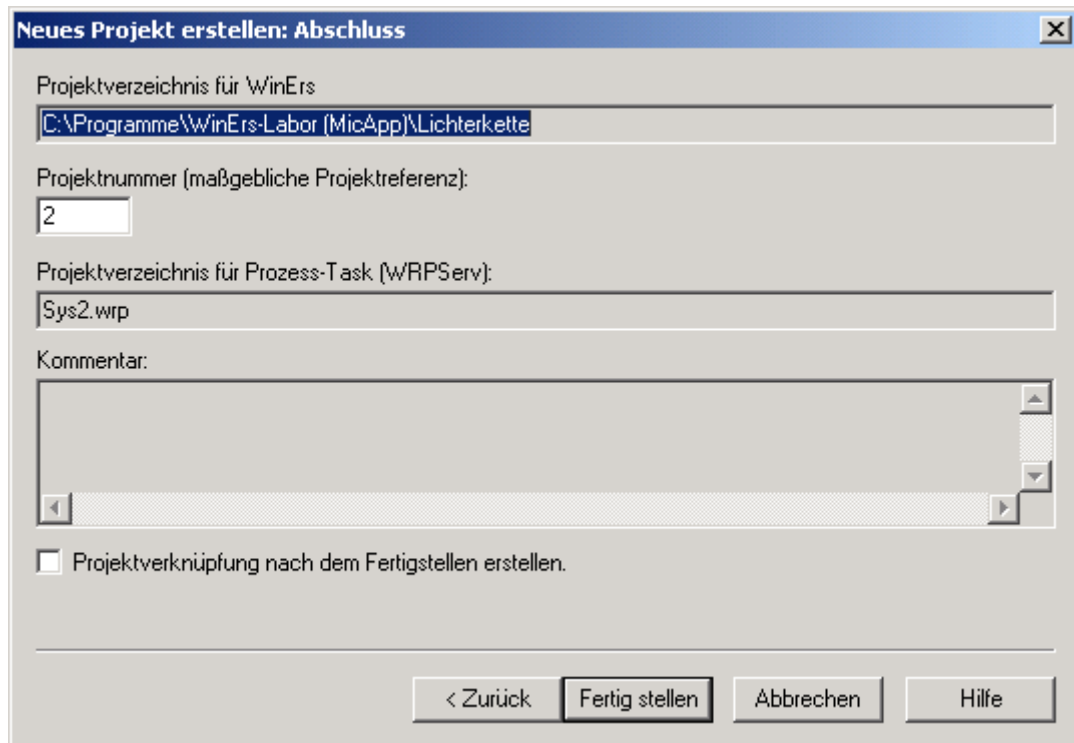 Neues Projekt erstellen: Abschluss
Projektverzeichnis für WinErs
C:\Programme\WinErs-Labor (MicApp)\Lichterkette
Projektnummer (maßgebliche Projektreferenz):
2
Projektverzeichnis für Prozess-Task (WRPServ):
Sys2.wrp
Kommentar:
Projektverknüpfung nach dem Fertigstellen erstellen.
< Zurück Fertig stellen Abbrechen Hilfe